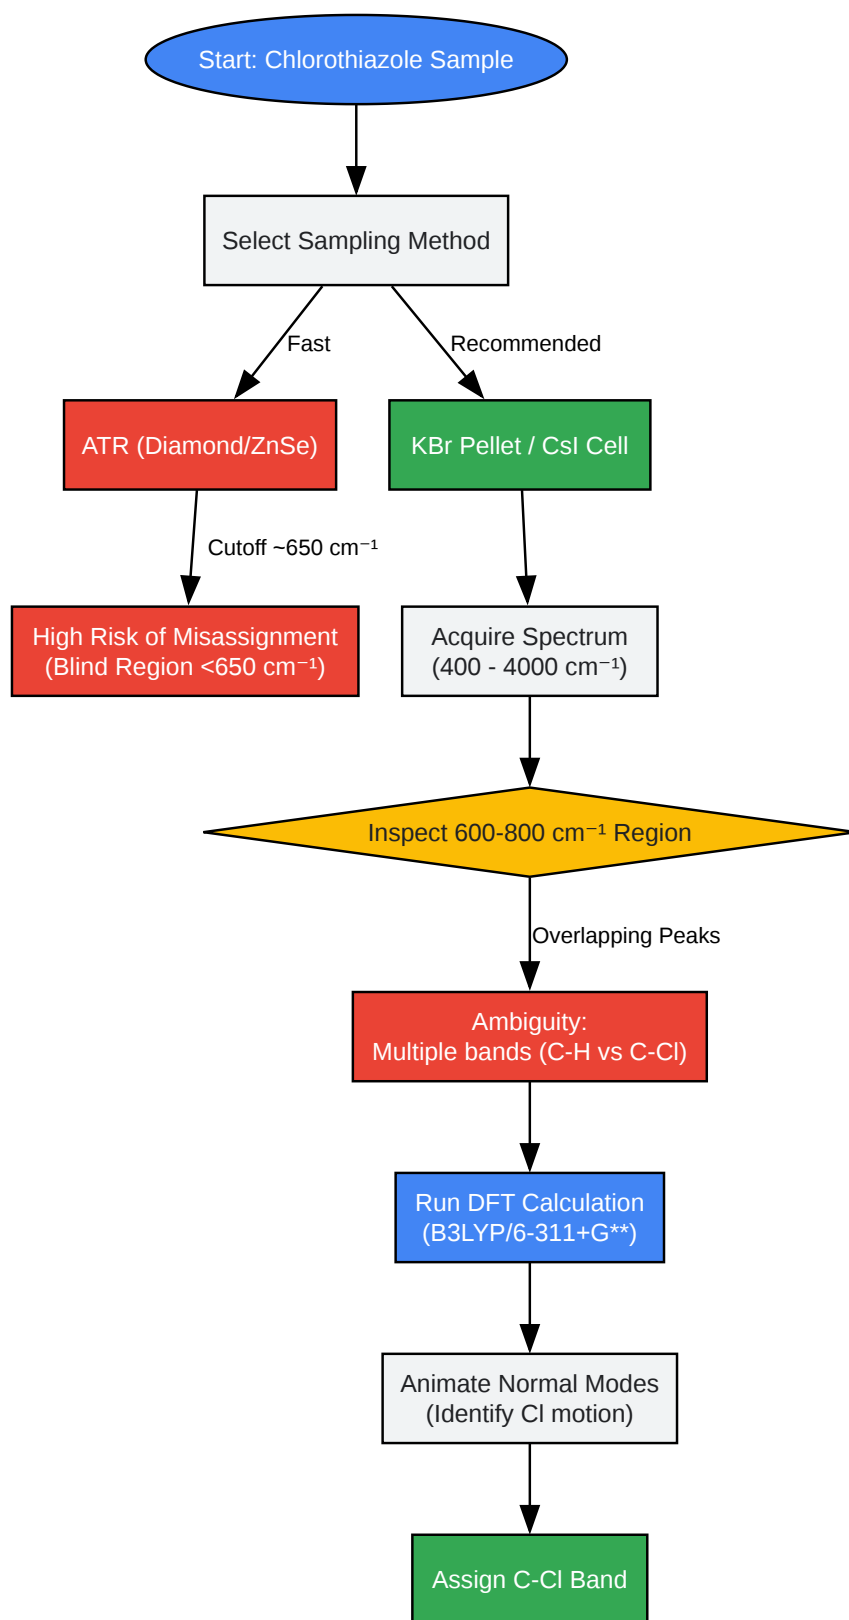 Start: Chlorothiazole Sample
Select Sampling Method
Fast
Recommended
ATR (Diamond/ZnSe)
KBr Pellet / CsI Cell
Cutoff ~650 cm⁻¹
High Risk of Misassignment
(Blind Region <650 cm⁻¹)
Acquire Spectrum
(400 - 4000 cm⁻¹)
Inspect 600-800 cm⁻¹ Region
Overlapping Peaks
Ambiguity:
Multiple bands (C-H vs C-Cl)
Run DFT Calculation
(B3LYP/6-311+G**)
Animate Normal Modes
(Identify Cl motion)
Assign C-Cl Band